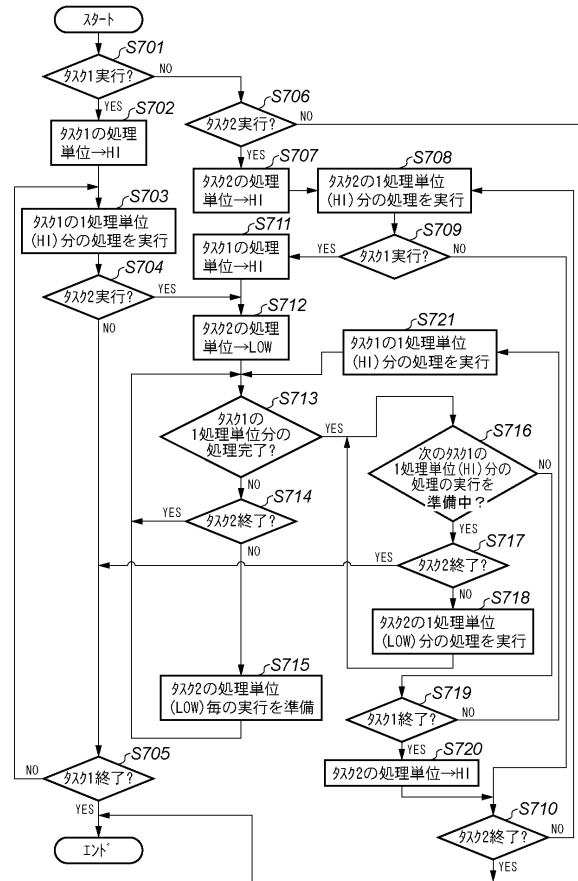 スタート
S701
タスク1実行?
NO
YES
S702
タスク1の処理
単位→HI
S703
タスク1の1処理単位
(HI)分の処理を実行
S704
タスク2実行?
YES
NO
S705
タスク1終了?
NO
YES
エンド
S706
タスク2実行?
NO
YES
S707
タスク2の処理
単位→HI
S708
タスク2の1処理単位
(HI)分の処理を実行
S709
タスク1実行?
YES
NO
S711
タスク1の処理
単位→HI
S712
タスク2の処理
単位→LOW
S721
タスク1の1処理単位
(HI)分の処理を実行
S713
タスク1の
1処理単位分の
処理完了?
YES
NO
S714
タスク2終了?
YES
NO
S715
タスク2の処理単位
(LOW)毎の実行を準備
S716
次のタスク1の
1処理単位(HI)分の
処理の実行を
準備中?
NO
YES
S717
タスク2終了?
YES
NO
S718
タスク2の1処理単位
(LOW)分の処理を実行
S719
タスク1終了?
NO
YES
S720
タスク2の処理単位→HI
S710
タスク2終了?
NO
YES